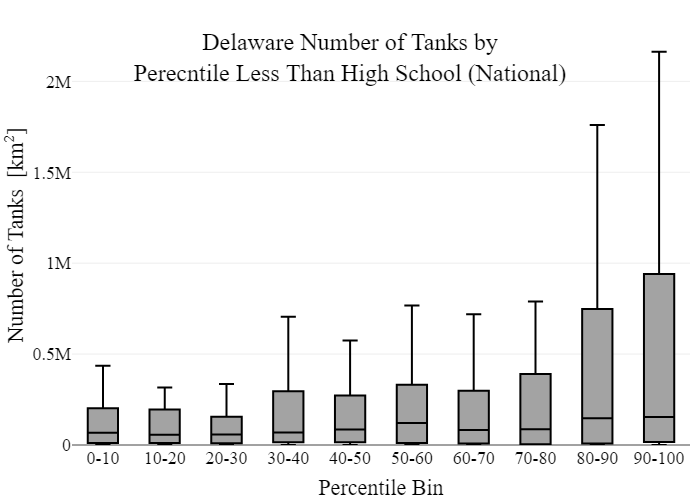 Delaware Number of Tanks by
Perecntile Less Than High School (National)
Number of Tanks [km²]
2M
1.5M
1M
0.5M
0
0-10 10-20 20-30 30-40 40-50 50-60 60-70 70-80 80-90 90-100
Percentile Bin